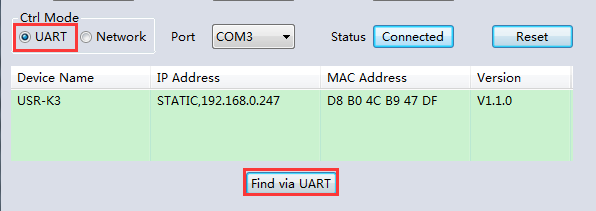 Ctrl Mode
UART Network Port COM3 Status Connected Reset
Device Name IP Address MAC Address Version
USR-K3 STATIC,192.168.0.247 D8 B0 4C B9 47 DF V1.1.0
Find via UART